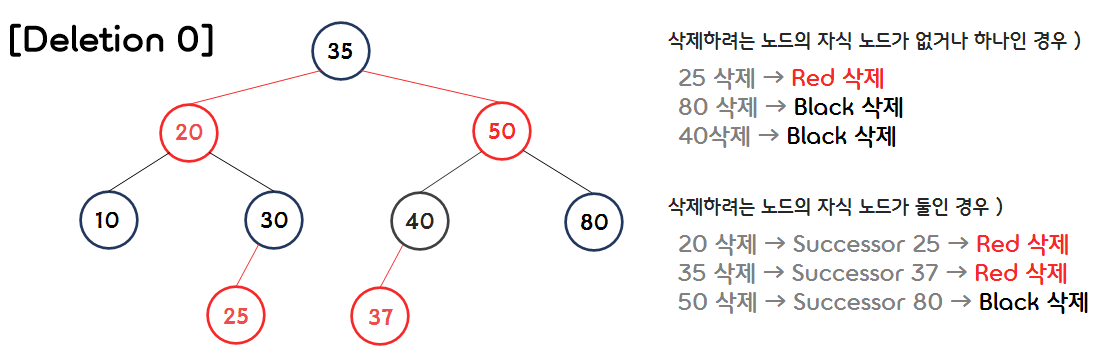 [Deletion 0]
35
20
50
10
30
40
80
25
37
삭제하려는 노드의 자식 노드가 없거나 하나인 경우 )
25 삭제 → Red 삭제
80 삭제 → Black 삭제
40삭제 → Black 삭제
삭제하려는 노드의 자식 노드가 둘인 경우 )
20 삭제 → Successor 25 → Red 삭제
35 삭제 → Successor 37 → Red 삭제
50 삭제 → Successor 80 → Black 삭제